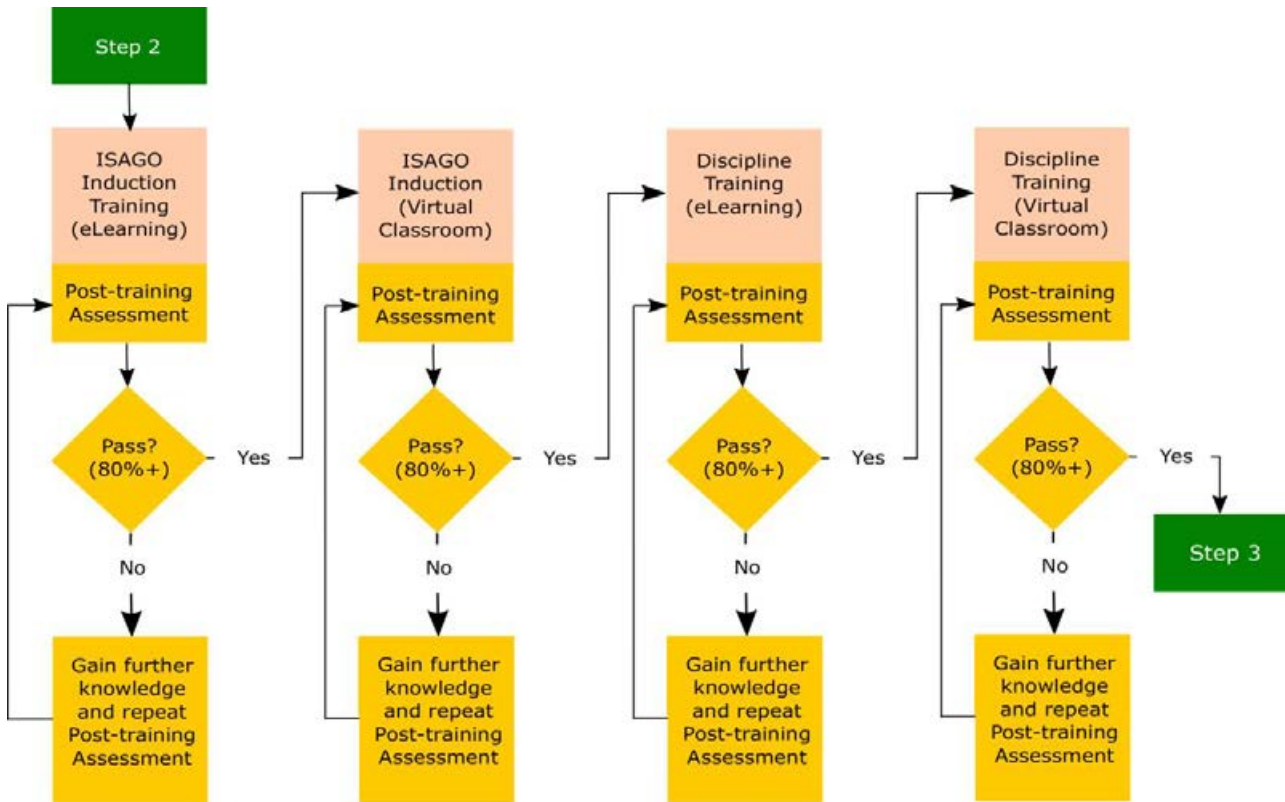 Step 2
ISAGO
Induction
Training
(eLearning)
Post-training
Assessment
Pass?
(80%+)
Yes
No
Gain further
knowledge
and repeat
Post-training
Assessment
ISAGO
Induction
(Virtual
Classroom)
Post-training
Assessment
Pass?
(80%+)
Yes
No
Gain further
knowledge
and repeat
Post-training
Assessment
Discipline
Training
(eLearning)
Post-training
Assessment
Pass?
(80%+)
Yes
No
Gain further
knowledge
and repeat
Post-training
Assessment
Discipline
Training
(Virtual
Classroom)
Post-training
Assessment
Pass?
(80%+)
Yes
No
Gain further
knowledge
and repeat
Post-training
Assessment
Step 3